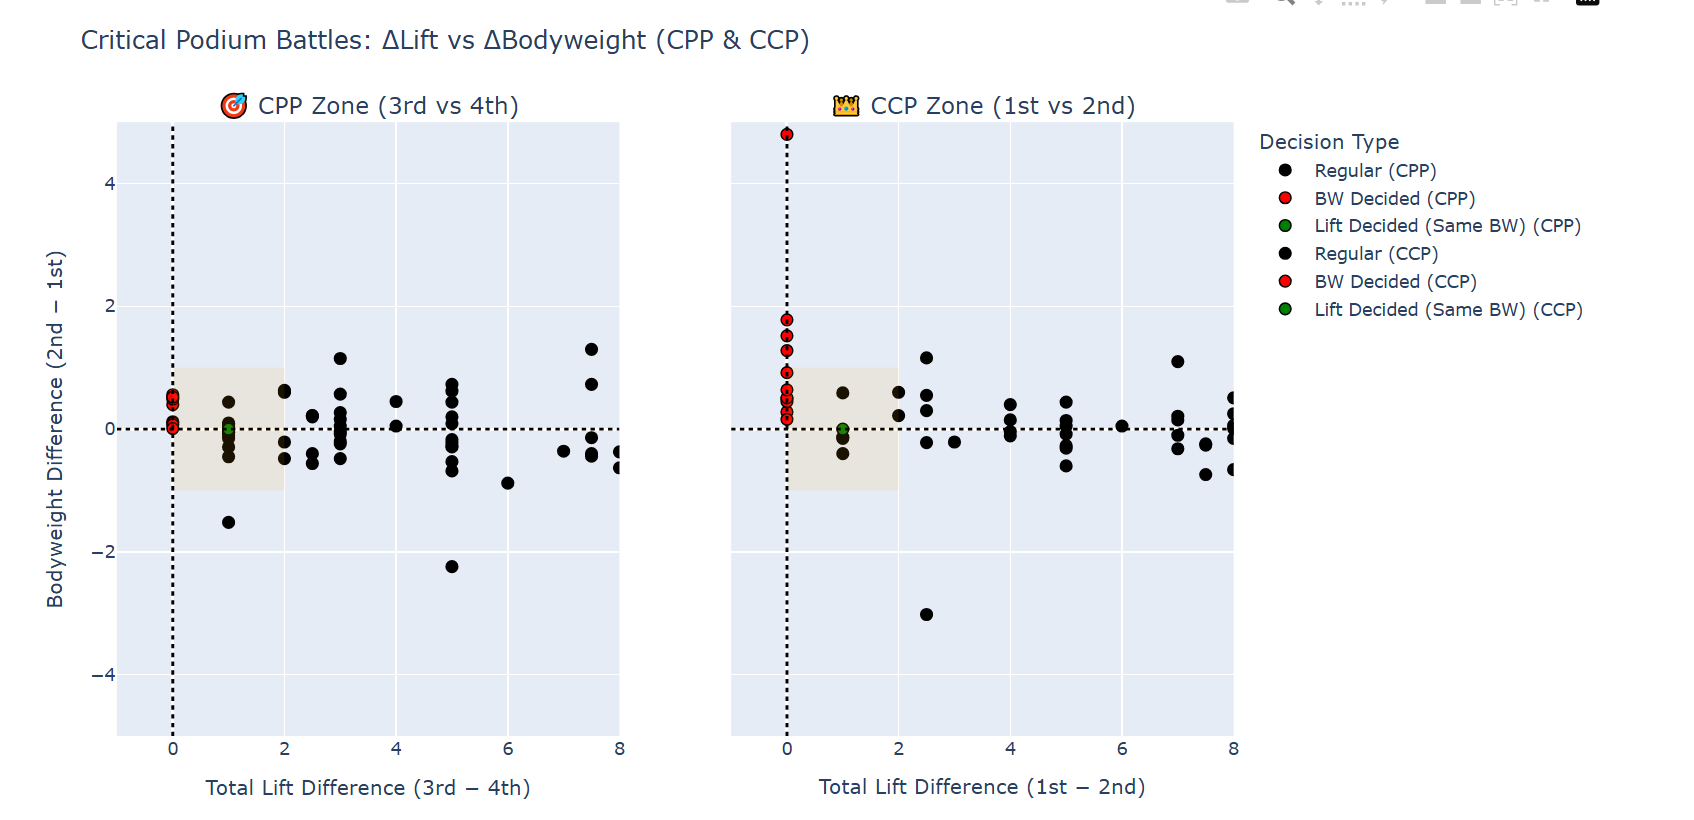 Critical Podium Battles: ΔLift vs ΔBodyweight (CPP & CCP)
🎯 CPP Zone (3rd vs 4th)
👑 CCP Zone (1st vs 2nd)
Decision Type
Regular (CPP)
BW Decided (CPP)
Lift Decided (Same BW) (CPP)
Regular (CCP)
BW Decided (CCP)
Lift Decided (Same BW) (CCP)
Bodyweight Difference (2nd − 1st)
4
2
0
−2
−4
0 2 4 6 8
0 2 4 6 8
Total Lift Difference (3rd − 4th)
Total Lift Difference (1st − 2nd)